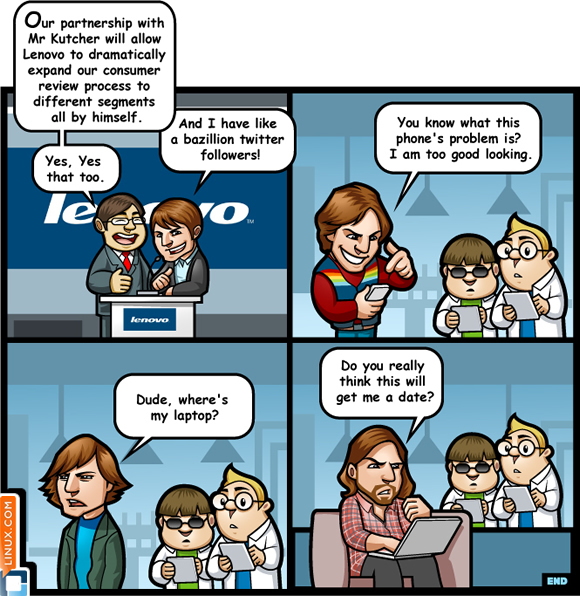 Our partnership with
Mr Kutcher will allow
Lenovo to dramatically
expand our consumer
review process to
different segments
all by himself.
And I have like
a bazillion twitter
followers!
Yes, Yes
that too.
lenovo
TM
lenovo
You know what this
phone's problem is?
I am too good looking.
Dude, where's
my laptop?
Do you really
think this will
get me a date?
LINUX.COM
END